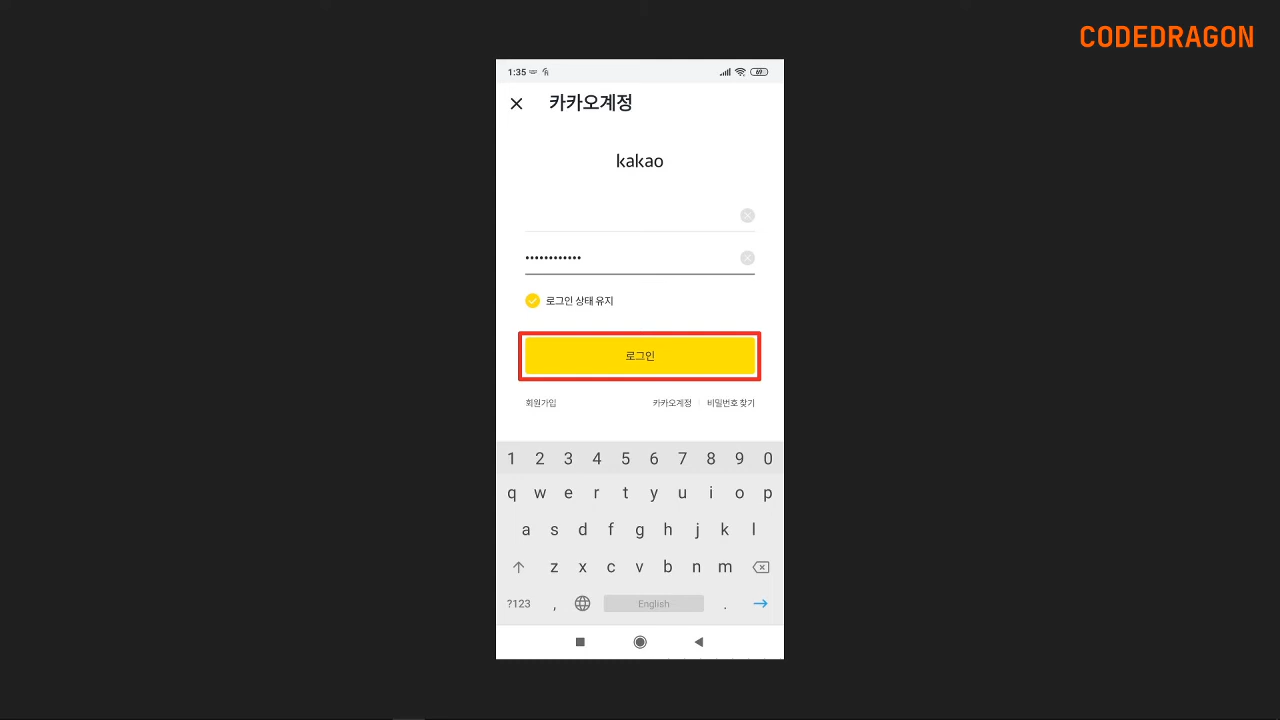 CODEDRAGON
1:35
69
카카오계정
kakao
••••••••••••
로그인 상태 유지
로그인
회원가입
카카오계정 비밀번호 찾기
1 2 3 4 5 6 7 8 9 0
q w e r t y u i o p
a s d f g h j k l
z x c v b n m
?123 , English .